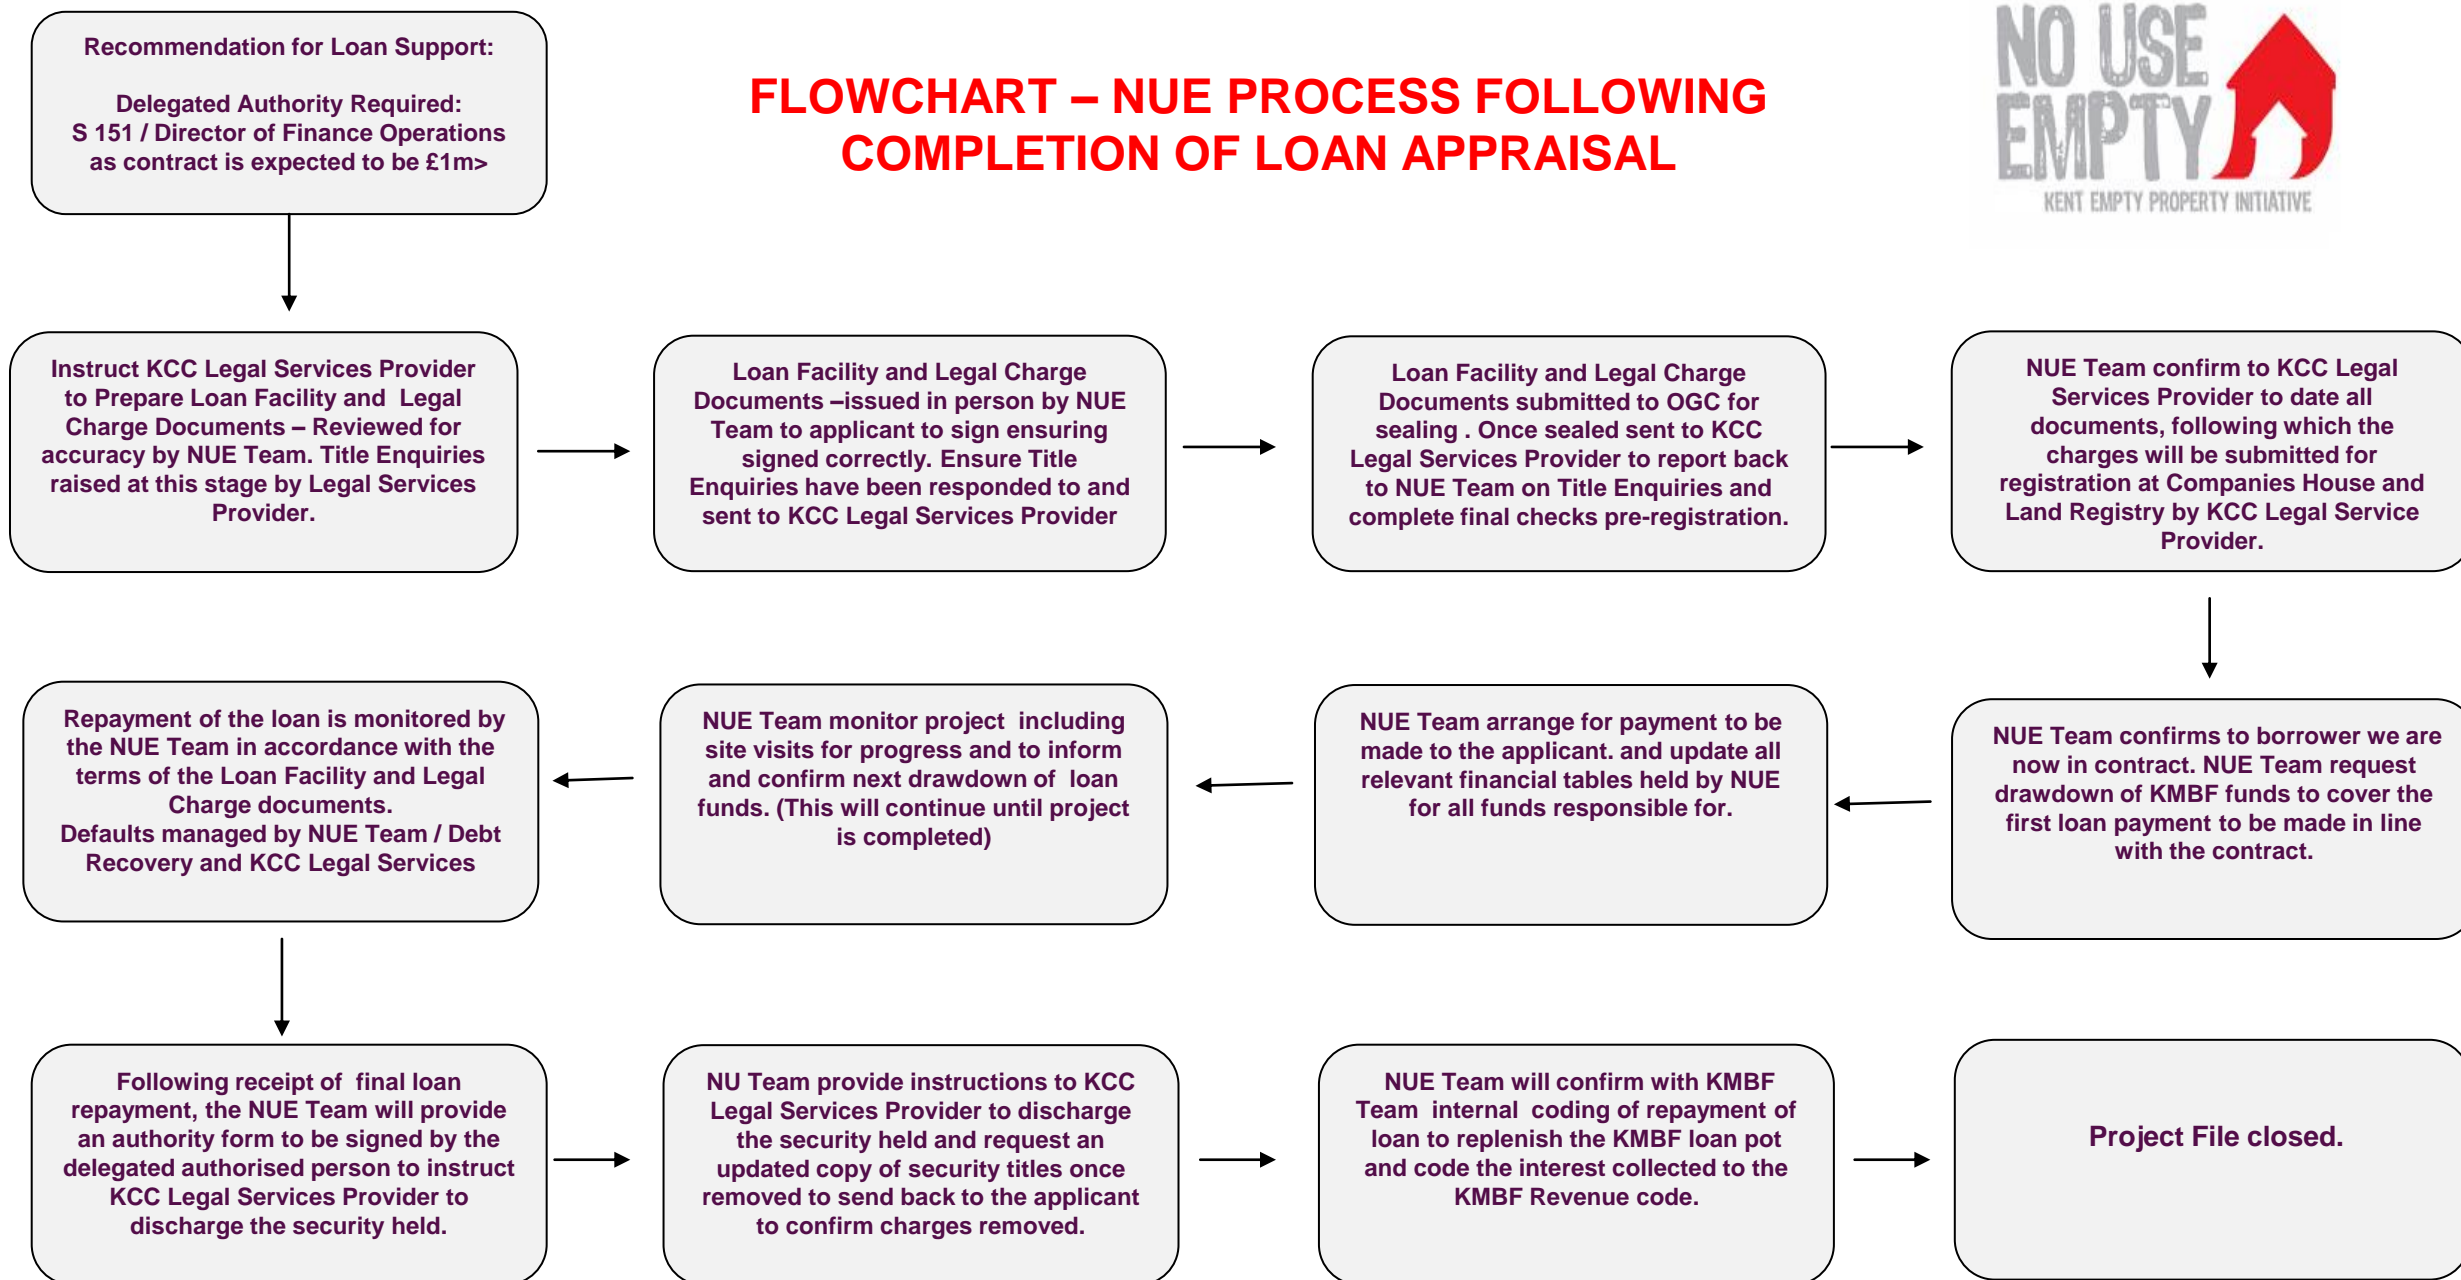 Recommendation for Loan Support:
Delegated Authority Required:
S 151 / Director of Finance Operations
as contract is expected to be £1m>
FLOWCHART – NUE PROCESS FOLLOWING
COMPLETION OF LOAN APPRAISAL
NO USE
EMPTY
KENT EMPTY PROPERTY INITIATIVE
Instruct KCC Legal Services Provider
to Prepare Loan Facility and Legal
Charge Documents – Reviewed for
accuracy by NUE Team. Title Enquiries
raised at this stage by Legal Services
Provider.
Loan Facility and Legal Charge
Documents –issued in person by NUE
Team to applicant to sign ensuring
signed correctly. Ensure Title
Enquiries have been responded to and
sent to KCC Legal Services Provider
Loan Facility and Legal Charge
Documents submitted to OGC for
sealing . Once sealed sent to KCC
Legal Services Provider to report back
to NUE Team on Title Enquiries and
complete final checks pre-registration.
NUE Team confirm to KCC Legal
Services Provider to date all
documents, following which the
charges will be submitted for
registration at Companies House and
Land Registry by KCC Legal Service
Provider.
NUE Team confirms to borrower we are
now in contract. NUE Team request
drawdown of KMBF funds to cover the
first loan payment to be made in line
with the contract.
NUE Team arrange for payment to be
made to the applicant. and update all
relevant financial tables held by NUE
for all funds responsible for.
NUE Team monitor project including
site visits for progress and to inform
and confirm next drawdown of loan
funds. (This will continue until project
is completed)
Repayment of the loan is monitored by
the NUE Team in accordance with the
terms of the Loan Facility and Legal
Charge documents.
Defaults managed by NUE Team / Debt
Recovery and KCC Legal Services
Following receipt of final loan
repayment, the NUE Team will provide
an authority form to be signed by the
delegated authorised person to instruct
KCC Legal Services Provider to
discharge the security held.
NU Team provide instructions to KCC
Legal Services Provider to discharge
the security held and request an
updated copy of security titles once
removed to send back to the applicant
to confirm charges removed.
NUE Team will confirm with KMBF
Team internal coding of repayment of
loan to replenish the KMBF loan pot
and code the interest collected to the
KMBF Revenue code.
Project File closed.